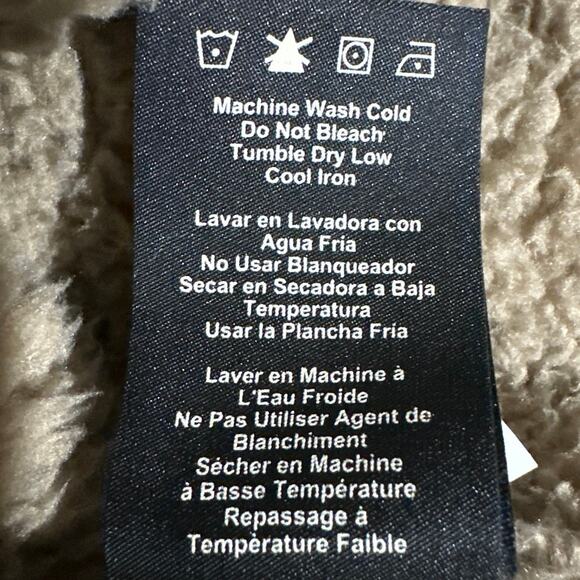 Machine Wash Cold
Do Not Bleach
Tumble Dry Low
Cool Iron
Lavar en Lavadora con
Agua Fria
No Usar Blanqueador
Secar en Secadora a Baja
Temperatura
Usar la Plancha Fría
Laver en Machine à
L'Eau Froide
Ne Pas Utiliser Agent de
Blanchiment
Sécher en Machine
à Basse Température
Repassage à
Température Faible